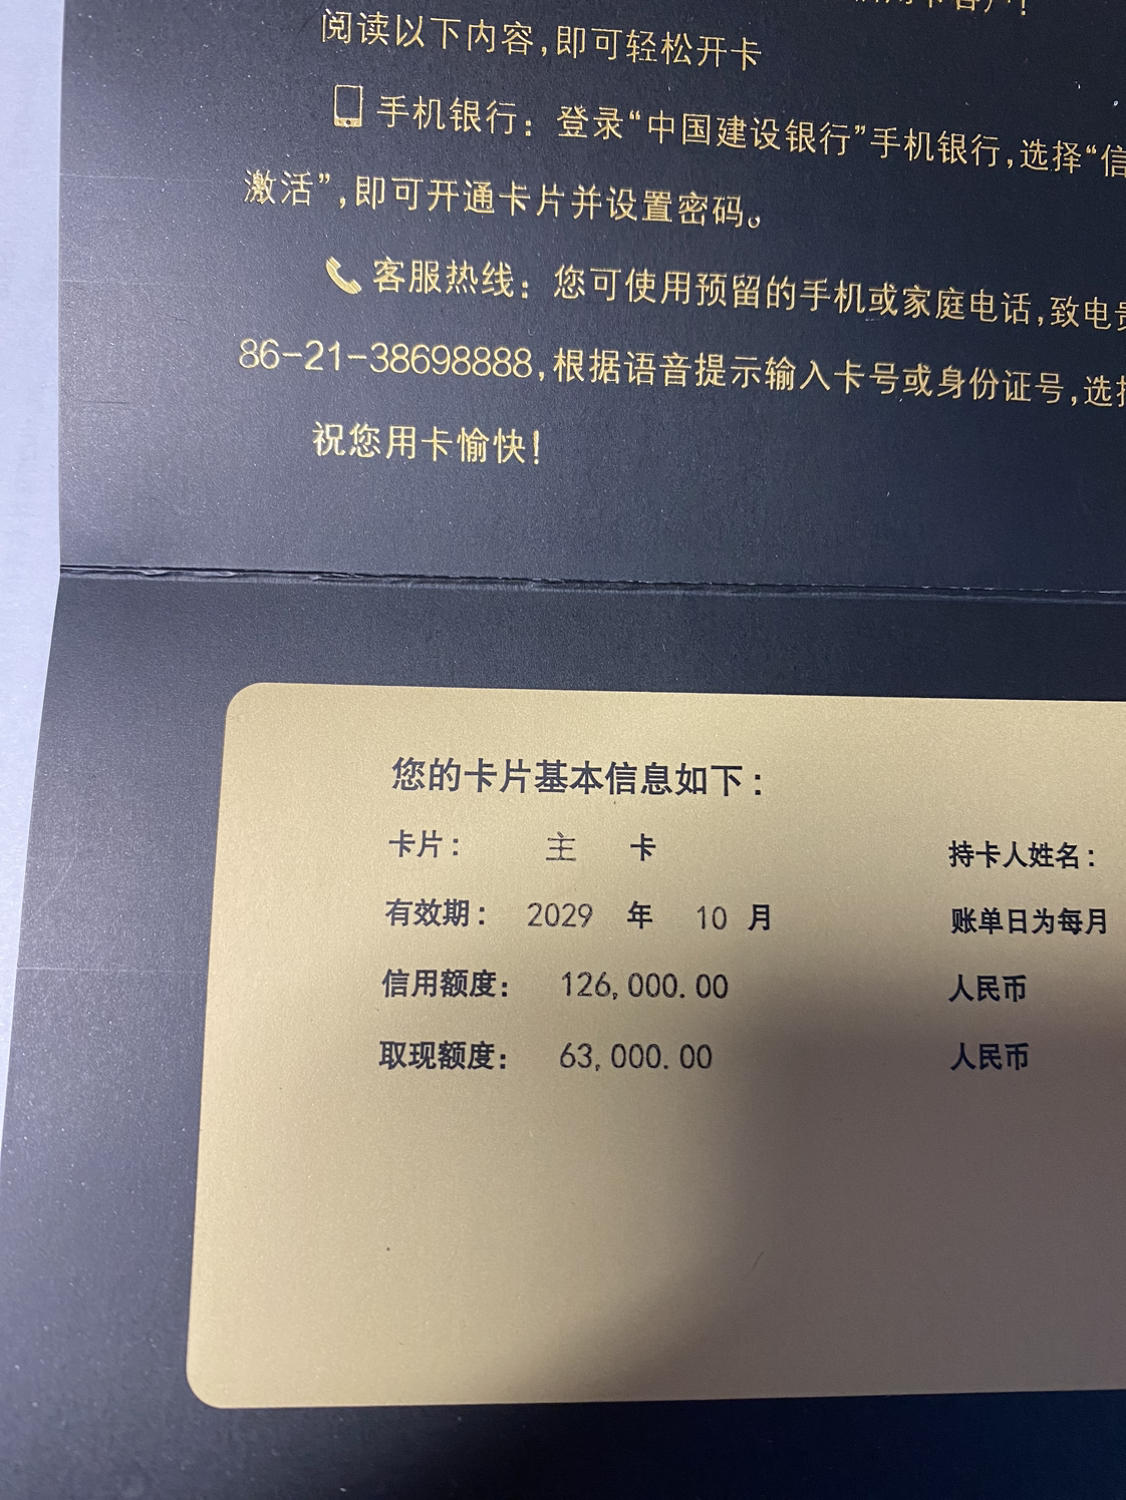 阅读以下内容,即可轻松开卡
手机银行：登录“中国建设银行”手机银行,选择“信
激活”,即可开通卡片并设置密码。
客服热线：您可使用预留的手机或家庭电话,致电贵
86-21-38698888,根据语音提示输入卡号或身份证号,选择
祝您用卡愉快！
您的卡片基本信息如下：
卡片： 主 卡 持卡人姓名：
有效期： 2029 年 10 月 账单日为每月
信用额度： 126,000.00 人民币
取现额度： 63,000.00 人民币